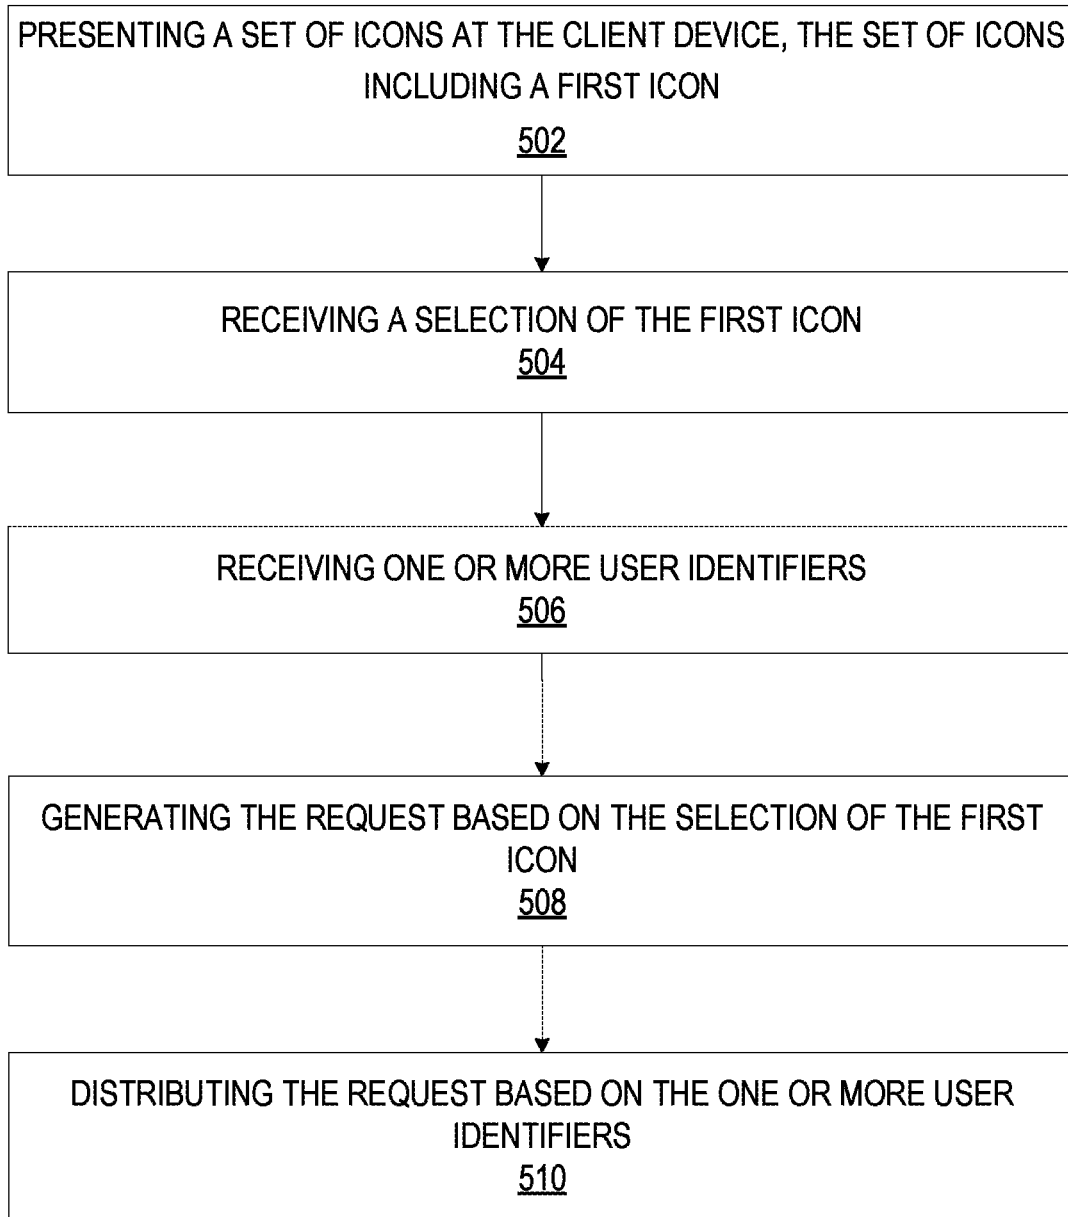 PRESENTING A SET OF ICONS AT THE CLIENT DEVICE, THE SET OF ICONS
INCLUDING A FIRST ICON
502
RECEIVING A SELECTION OF THE FIRST ICON
504
RECEIVING ONE OR MORE USER IDENTIFIERS
506
GENERATING THE REQUEST BASED ON THE SELECTION OF THE FIRST
ICON
508
DISTRIBUTING THE REQUEST BASED ON THE ONE OR MORE USER
IDENTIFIERS
510